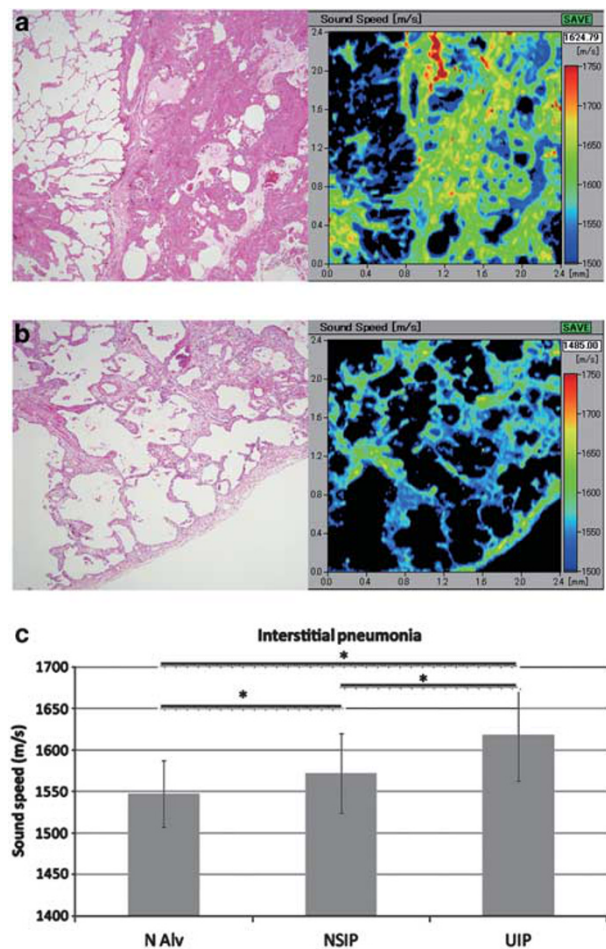 a
Sound Speed [m/s]
SAVE
1624.79
[m/s]
2.4
2.0
1.6
1.2
0.8
0.4
0.0
0.0 0.4 0.8 1.2 1.6 2.0 2.4 [mm]
1750
1700
1650
1600
1550
1500
b
Sound Speed [m/s]
SAVE
1485.00
[m/s]
2.4
2.0
1.6
1.2
0.8
0.4
0.0
0.0 0.4 0.8 1.2 1.6 2.0 2.4 [mm]
1750
1700
1650
1600
1550
1500
c
Interstitial pneumonia
Sound speed (m/s)
1700
1650
1600
1550
1500
1450
1400
*
*
*
N Alv NSIP UIP